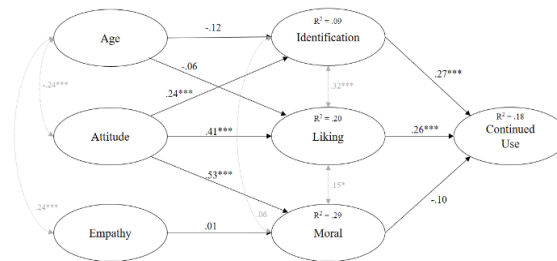 R² = .09
Age
-.12
Identification
-.06
.27***
-.24***
.24***
.32***
R² = .20
R² = .18
Attitude
.41***
Liking
.26***
Continued
Use
.53***
.15*
R² = .29
-.10
.24***
.06
Empathy
.01
Moral